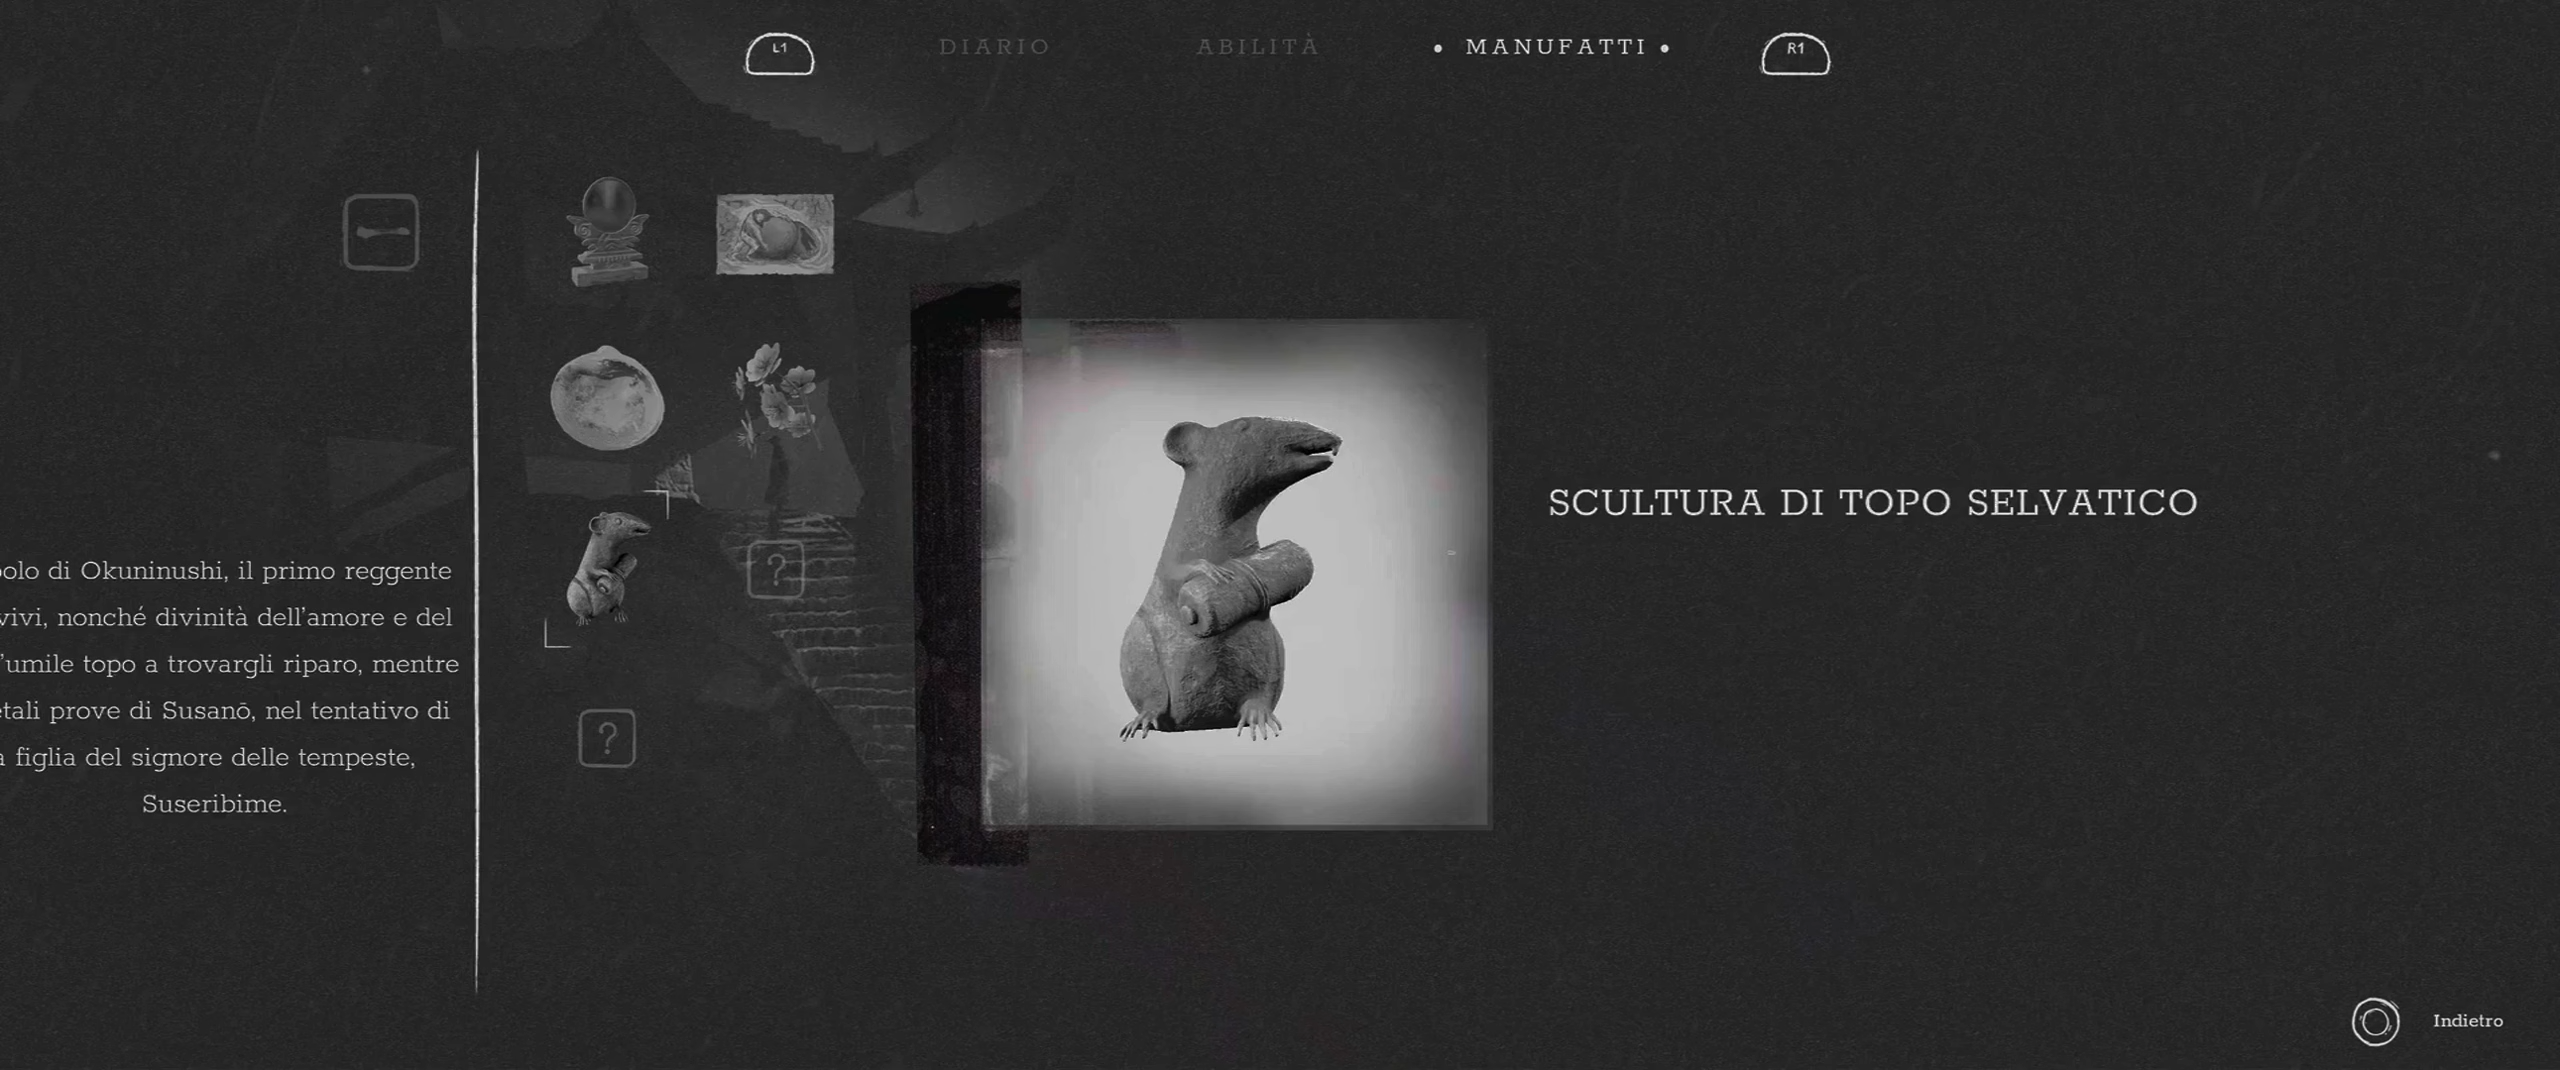 L1
DIARIO
ABILITÀ
• MANUFATTI •
R1
di Okuninushi, il primo reggente
vivi, nonché divinità dell'amore e del
l'umile topo a trovargli riparo, mentre
prove di Susanō, nel tentativo di
figlia del signore delle tempeste,
Suseribime.
?
?
SCULTURA DI TOPO SELVATICO
Indietro